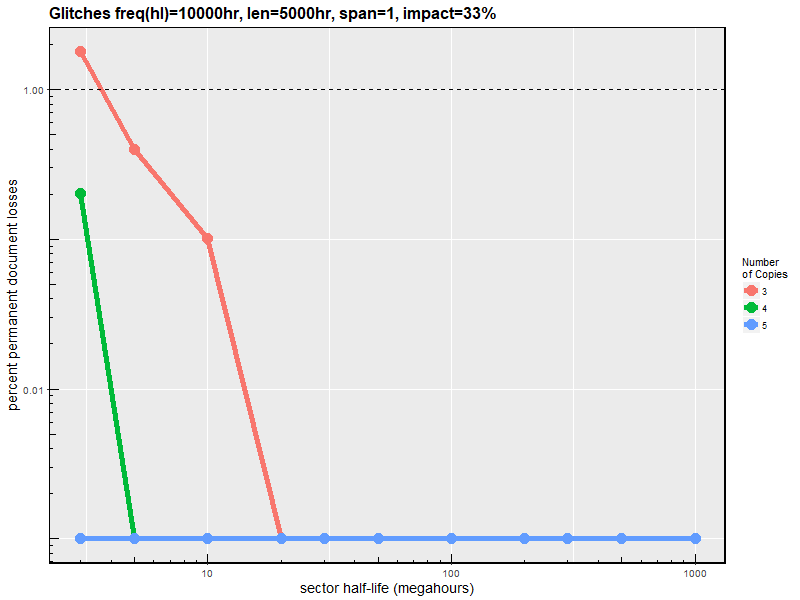 Glitches freq(hl)=10000hr, len=5000hr, span=1, impact=33%
percent permanent document losses
1.00
0.01
10
100
1000
sector half-life (megahours)
Number
of Copies
3
4
5